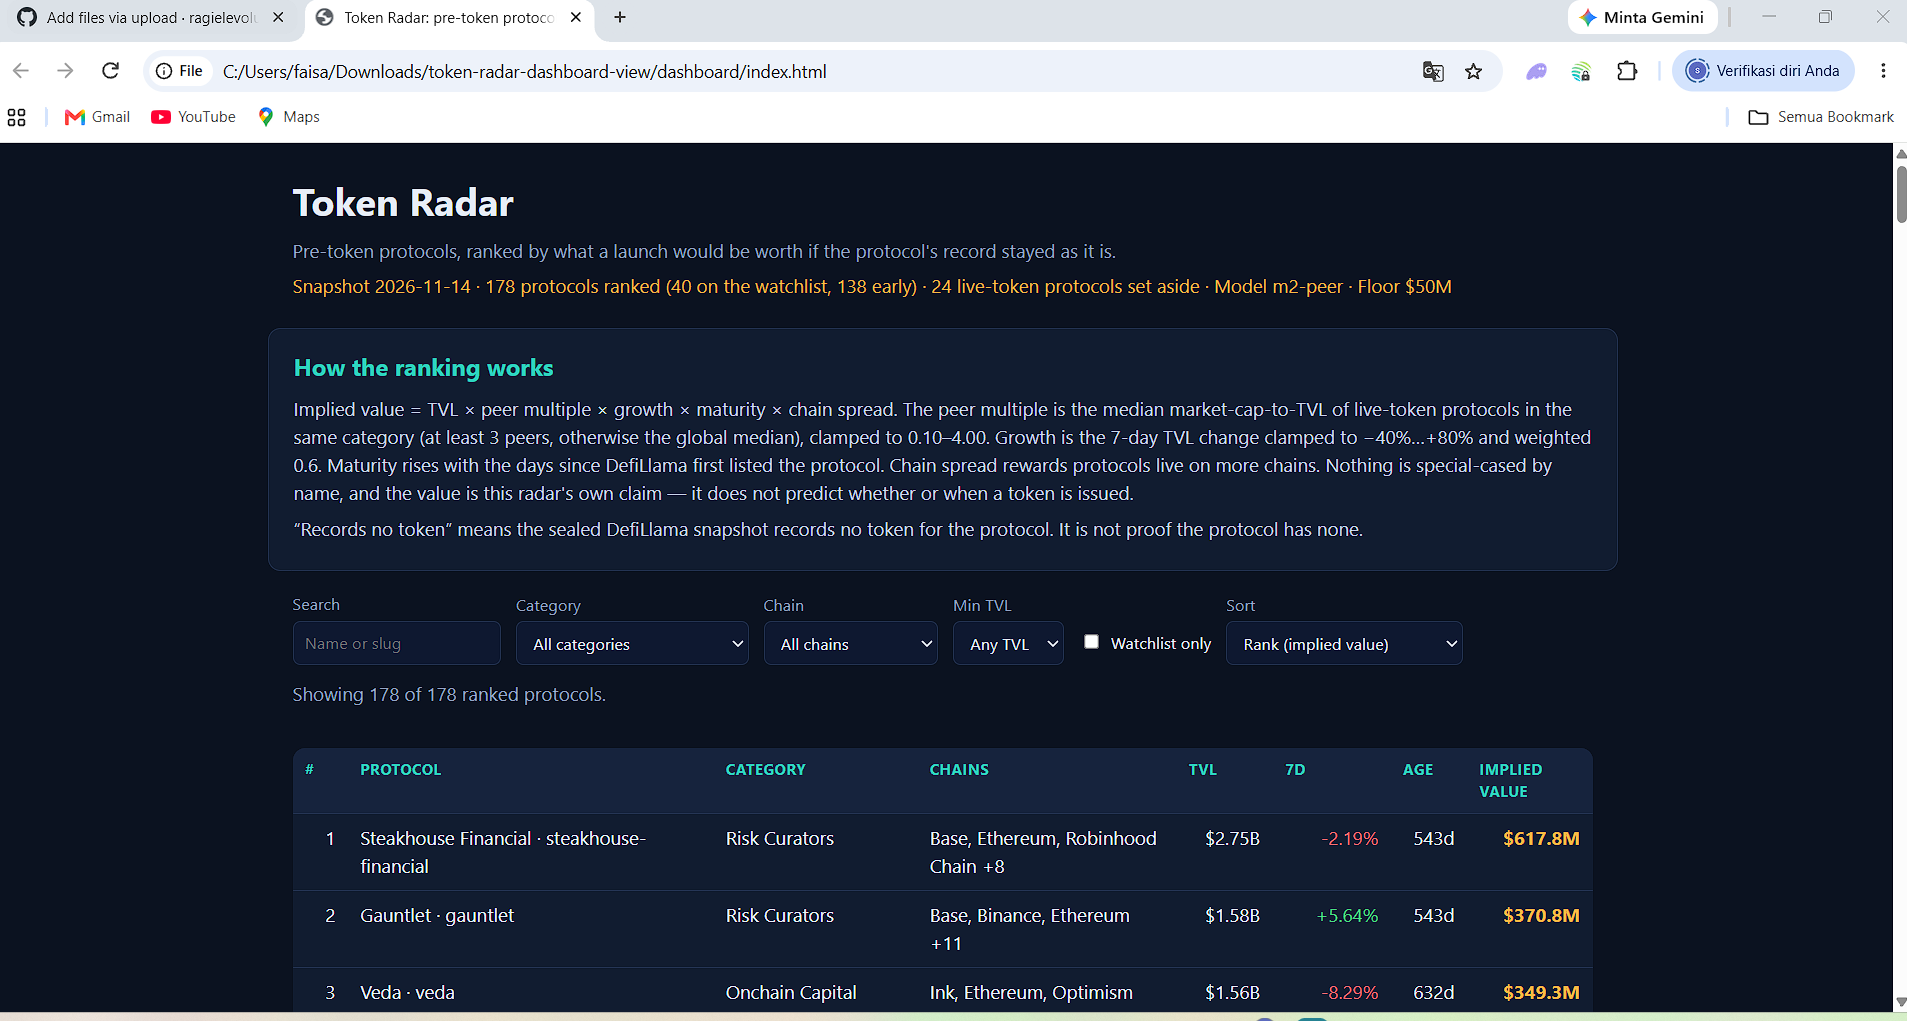 Add files via upload · ragielevolu
Token Radar: pre-token protoco
Minta Gemini
File
C:/Users/faisa/Downloads/token-radar-dashboard-view/dashboard/index.html
Verifikasi diri Anda
Gmail
YouTube
Maps
Semua Bookmark
Token Radar
Pre-token protocols, ranked by what a launch would be worth if the protocol's record stayed as it is.
Snapshot 2026-11-14 · 178 protocols ranked (40 on the watchlist, 138 early) · 24 live-token protocols set aside · Model m2-peer · Floor $50M
How the ranking works
Implied value = TVL × peer multiple × growth × maturity × chain spread. The peer multiple is the median market-cap-to-TVL of live-token protocols in the
same category (at least 3 peers, otherwise the global median), clamped to 0.10–4.00. Growth is the 7-day TVL change clamped to −40%…+80% and weighted
0.6. Maturity rises with the days since DefiLlama first listed the protocol. Chain spread rewards protocols live on more chains. Nothing is special-cased by
name, and the value is this radar's own claim — it does not predict whether or when a token is issued.
“Records no token” means the sealed DefiLlama snapshot records no token for the protocol. It is not proof the protocol has none.
Search
Category
Chain
Min TVL
Sort
Name or slug
All categories
All chains
Any TVL
Watchlist only
Rank (implied value)
Showing 178 of 178 ranked protocols.
# PROTOCOL CATEGORY CHAINS TVL 7D AGE IMPLIED
VALUE
1 Steakhouse Financial · steakhouse- Risk Curators Base, Ethereum, Robinhood $2.75B -2.19% 543d $617.8M
financial Chain +8
2 Gauntlet · gauntlet Risk Curators Base, Binance, Ethereum $1.58B +5.64% 543d $370.8M
+11
3 Veda · veda Onchain Capital Ink, Ethereum, Optimism $1.56B -8.29% 632d $349.3M